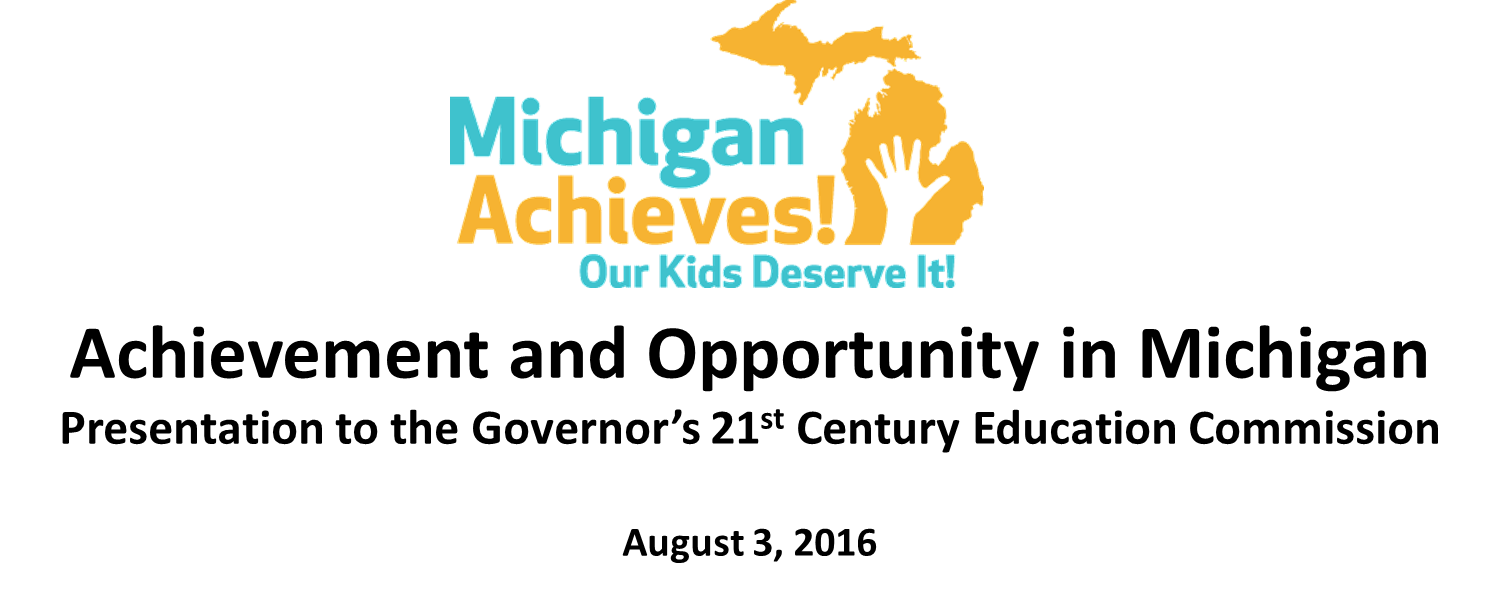 Michigan
Achieves!
Our Kids Deserve It!
Achievement and Opportunity in Michigan
Presentation to the Governor’s 21st Century Education Commission
August 3, 2016